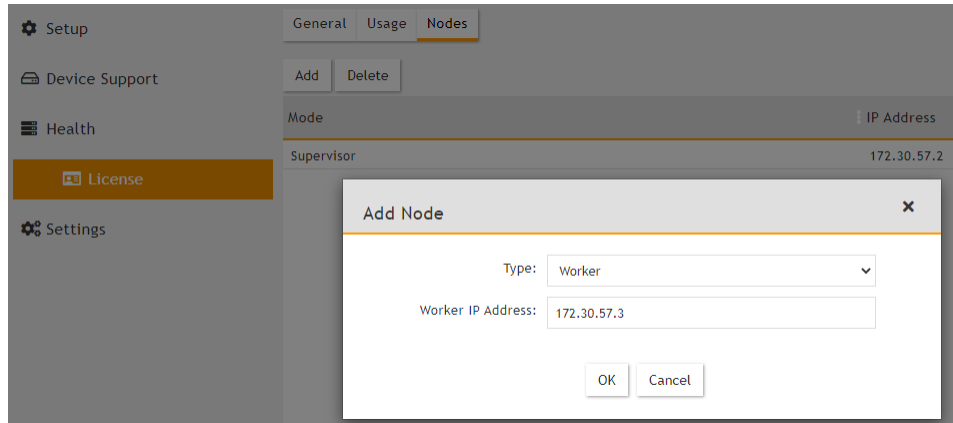 Setup
Device Support
Health
License
Settings
General Usage Nodes
Add Delete
Mode IP Address
Supervisor 172.30.57.2
Add Node
Type: Worker
Worker IP Address: 172.30.57.3
OK Cancel